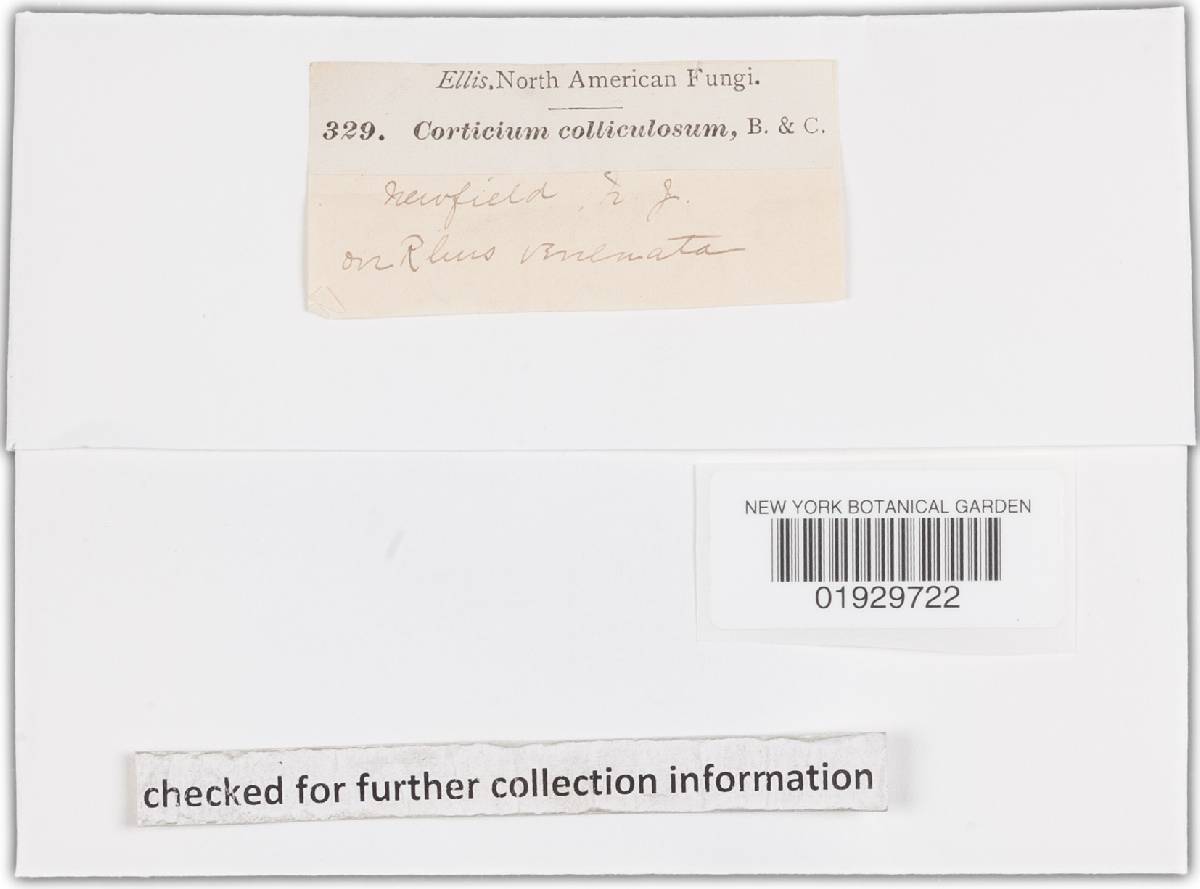 Ellis. North American Fungi.
329. Corticium colliculosum, B. & C.
Newfield, N. J.
on Rhus venenata
NEW YORK BOTANICAL GARDEN
01929722
checked for further collection information